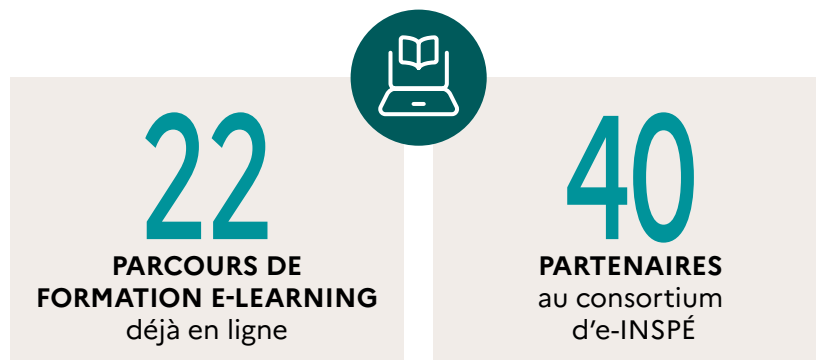 22
PARCOURS DE
FORMATION E-LEARNING
déjà en ligne
40
PARTENAIRES
au consortium
d’e-INSPÉ